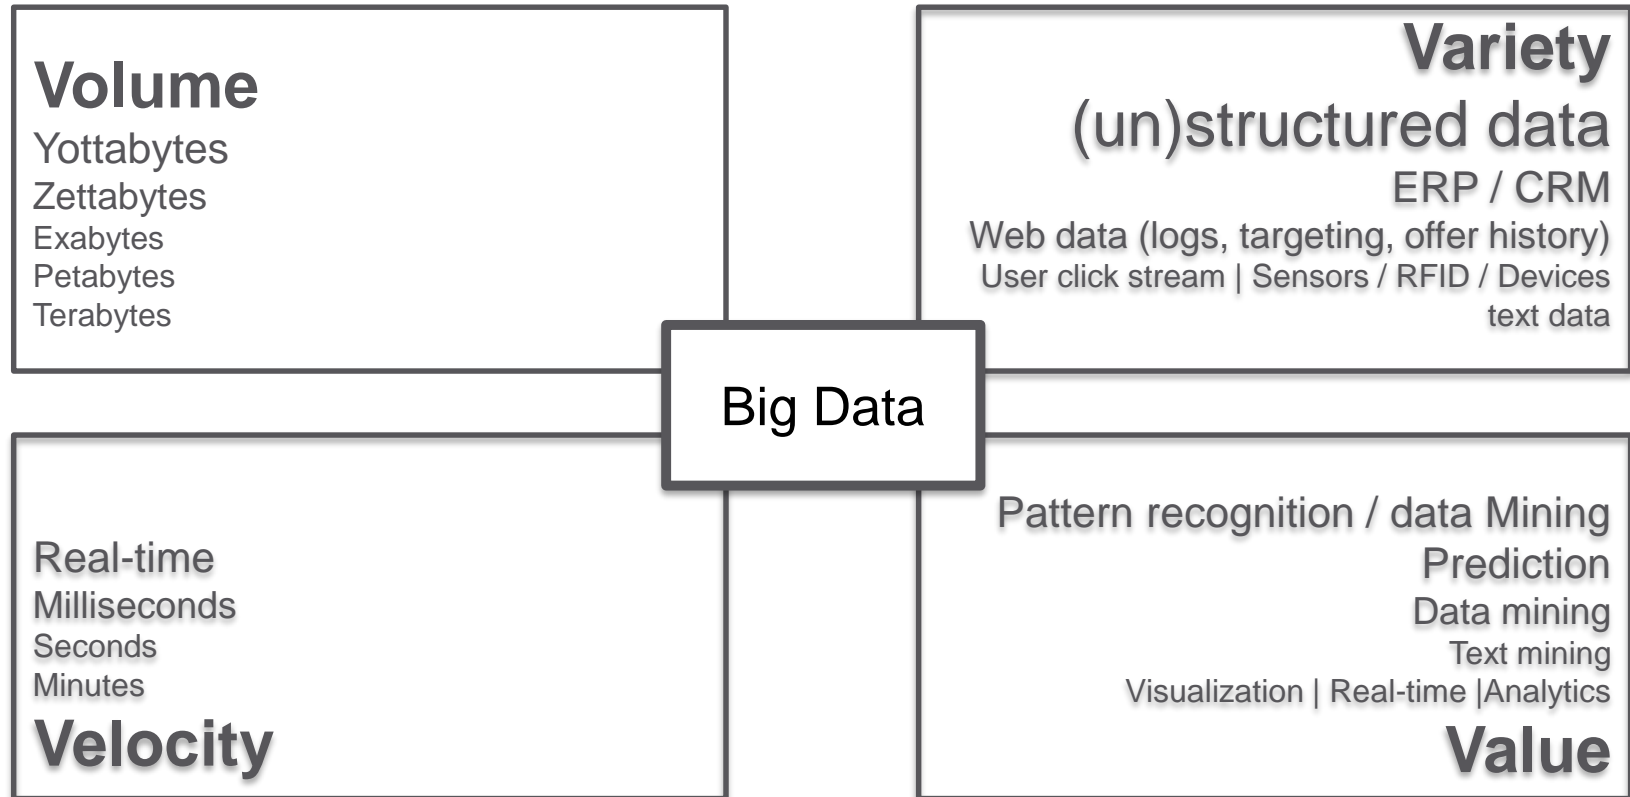 Volume
Yottabytes
Zettabytes
Exabytes
Petabytes
Terabytes
Variety
(un)structured data
ERP / CRM
Web data (logs, targeting, offer history)
User click stream | Sensors / RFID / Devices
text data
Big Data
Real-time
Milliseconds
Seconds
Minutes
Velocity
Pattern recognition / data Mining
Prediction
Data mining
Text mining
Visualization | Real-time |Analytics
Value